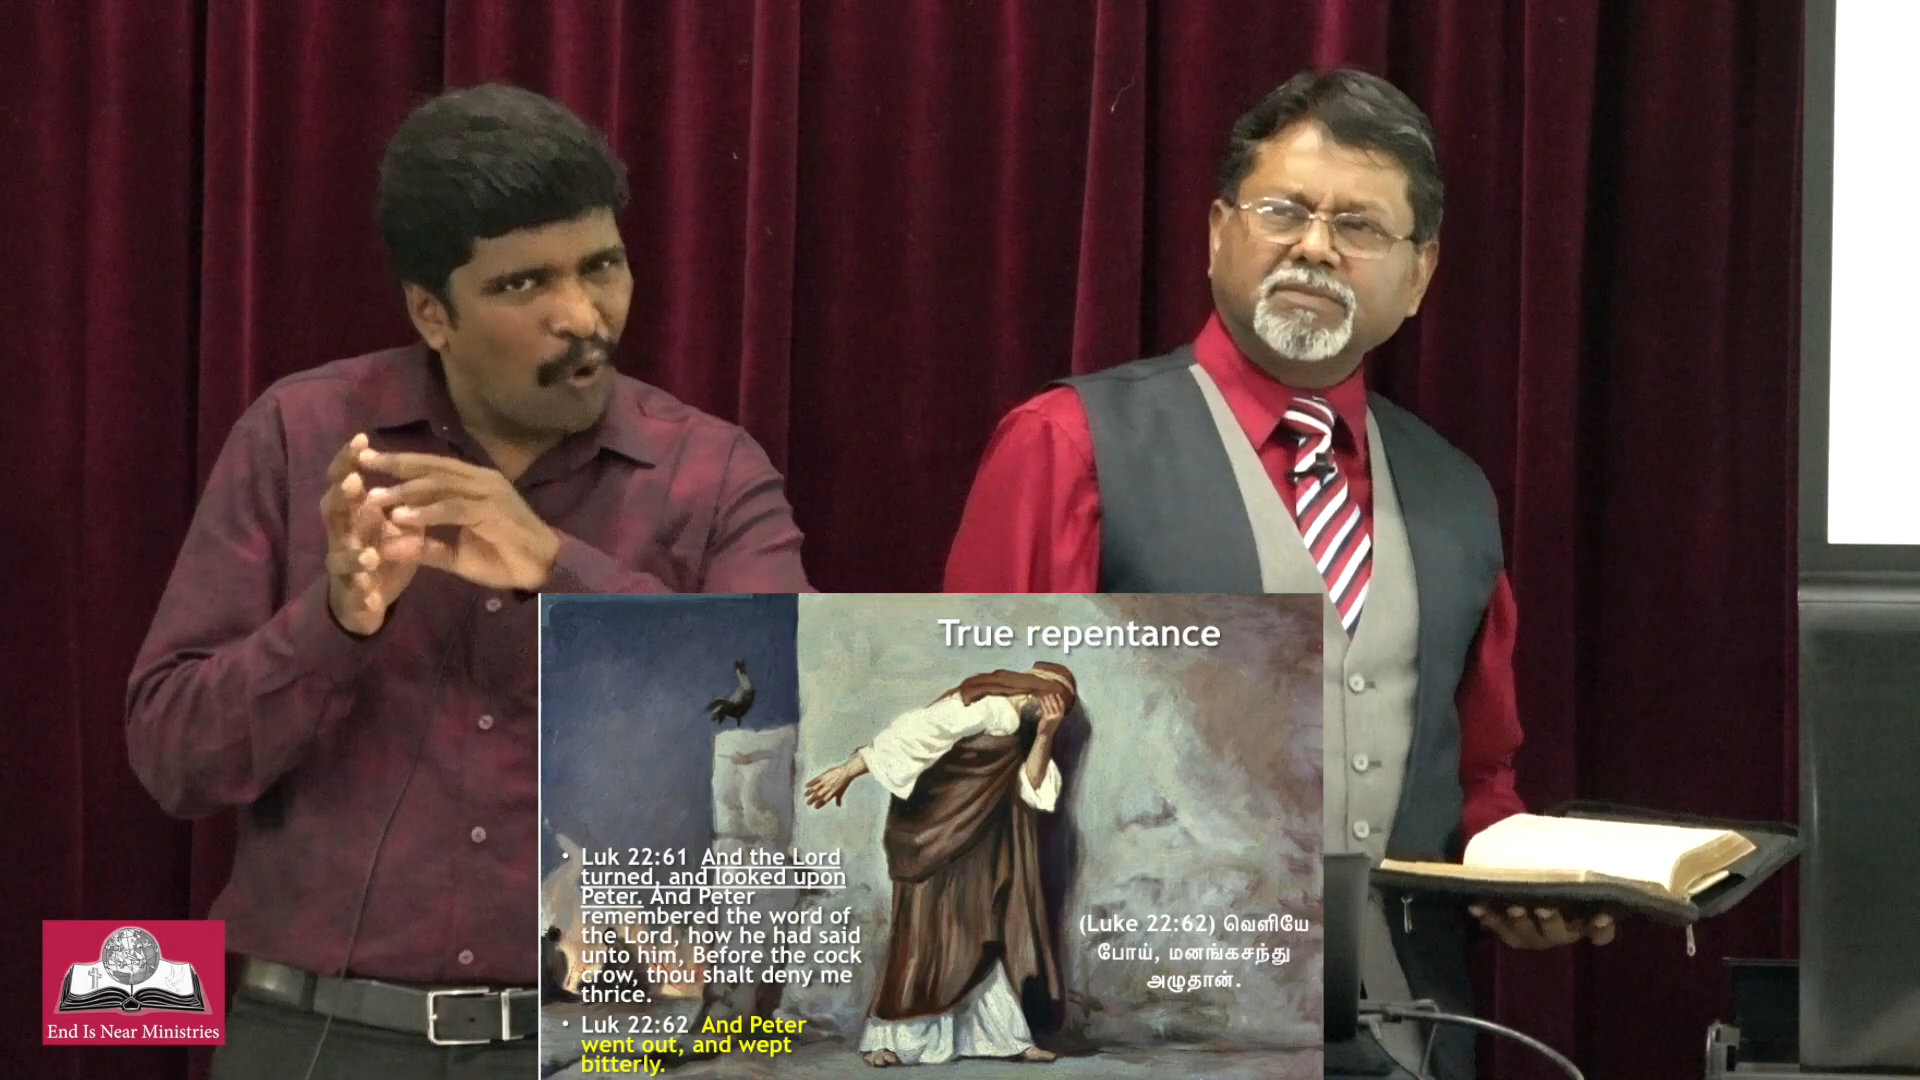 True repentance
• Luk 22:61 And the Lord
turned, and looked upon
Peter. And Peter
remembered the word of
the Lord, how he had said
unto him, Before the cock
crow, thou shalt deny me
thrice.
• Luk 22:62 And Peter
went out, and wept
bitterly.
(Luke 22:62) வெளியே
போய், மனங்கசந்து
அழுதான்.
End Is Near Ministries